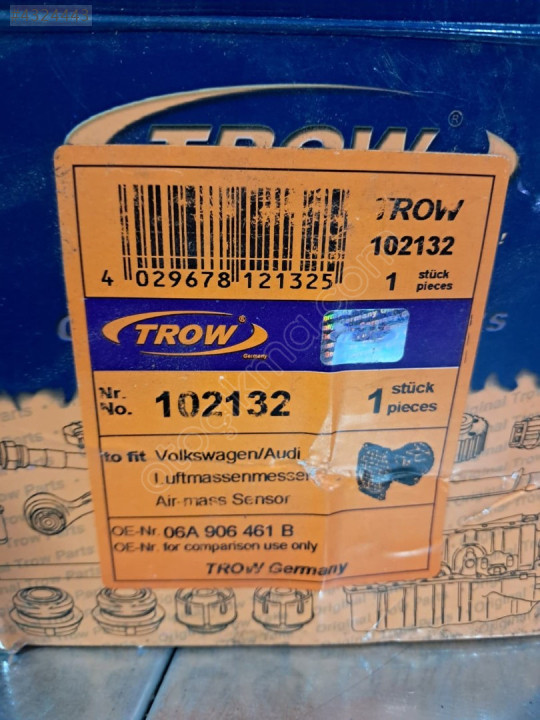 #1324443
TROW®
TROW
102132
1 stück
pieces
4 029678 121325
TROW
Germany
Nr.
No. 102132
1 stück
pieces
to fit Volkswagen/Audi
Luftmassenmesser
Air-mass Sensor
OE-Nr. 06A 906 461 B
OE-Nr. for comparison use only
TROW Germany